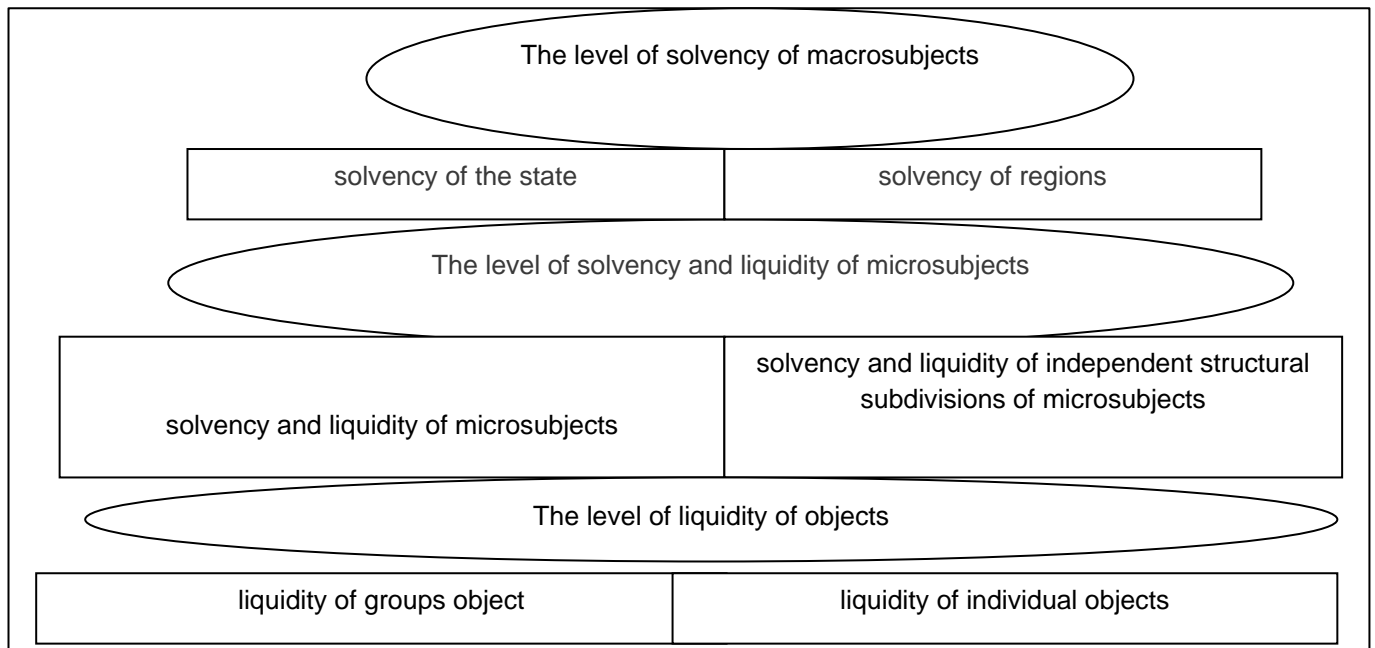 The level of solvency of macrosubjects
solvency of the state
solvency of regions
The level of solvency and liquidity of microsubjects
solvency and liquidity of microsubjects
solvency and liquidity of independent structural
subdivisions of microsubjects
The level of liquidity of objects
liquidity of groups object
liquidity of individual objects